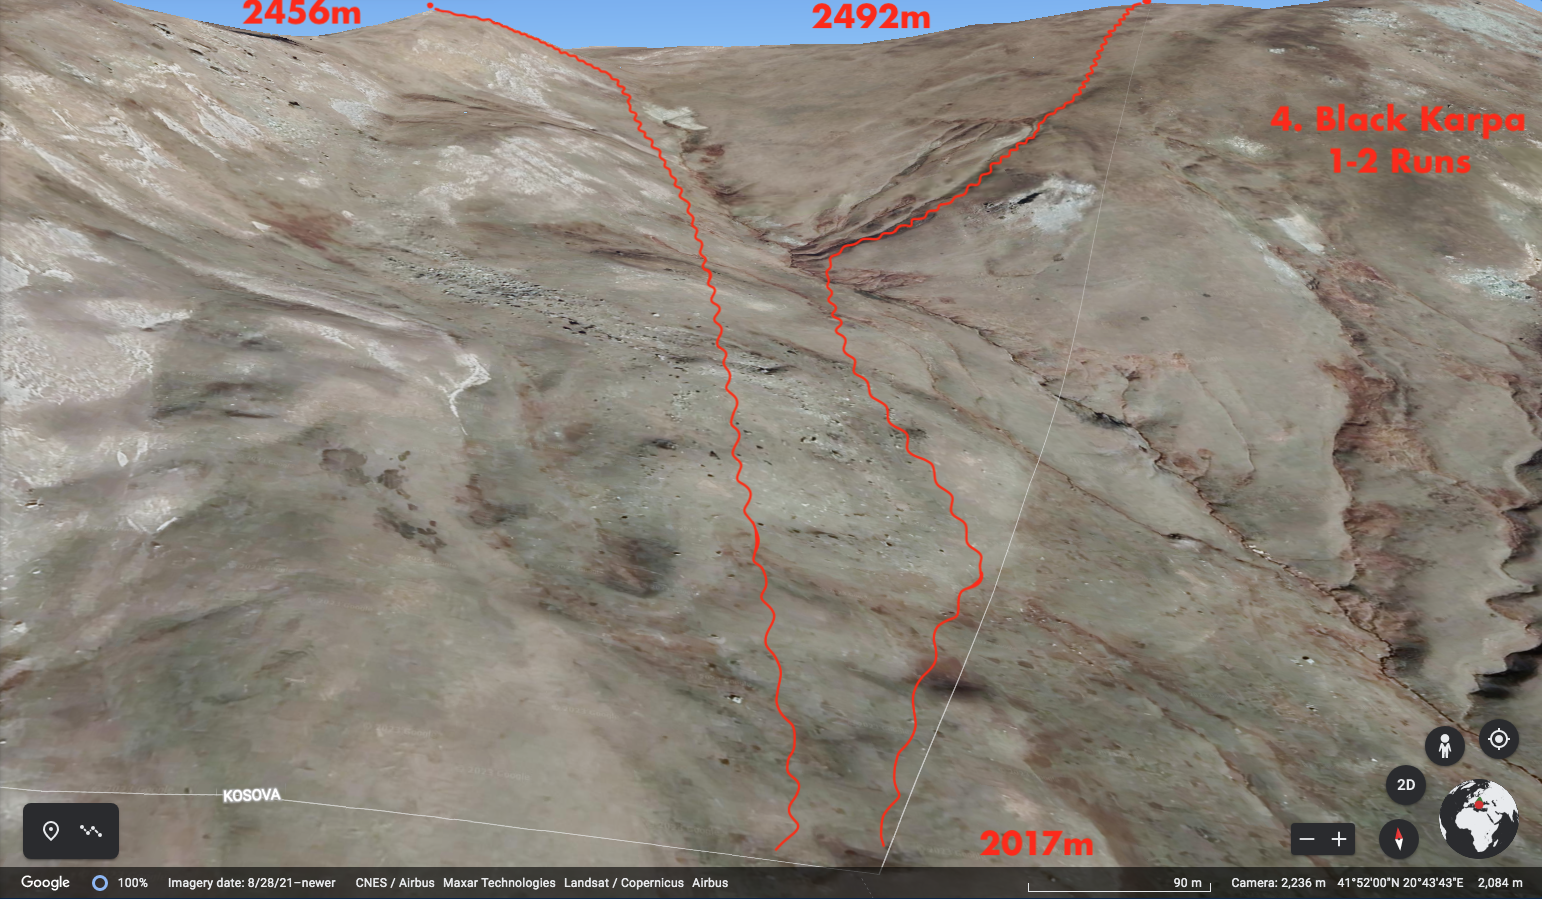 2456m
2492m
4. Black Karpa
1-2 Runs
KOSOVA
2017m
2D
Google
100%
Imagery date: 8/28/21–newer
CNES / Airbus Maxar Technologies Landsat / Copernicus Airbus
90 m
Camera: 2,236 m
41°52'00"N 20°43'43"E
2,084 m